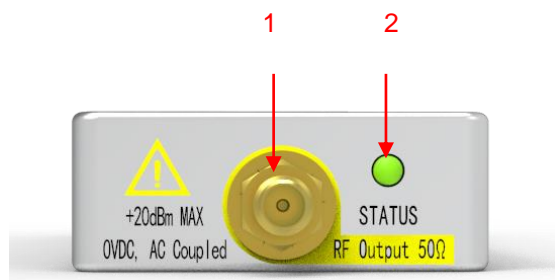 1 2
+20dBm MAX
STATUS
0VDC, AC Coupled
RF Output 50Ω